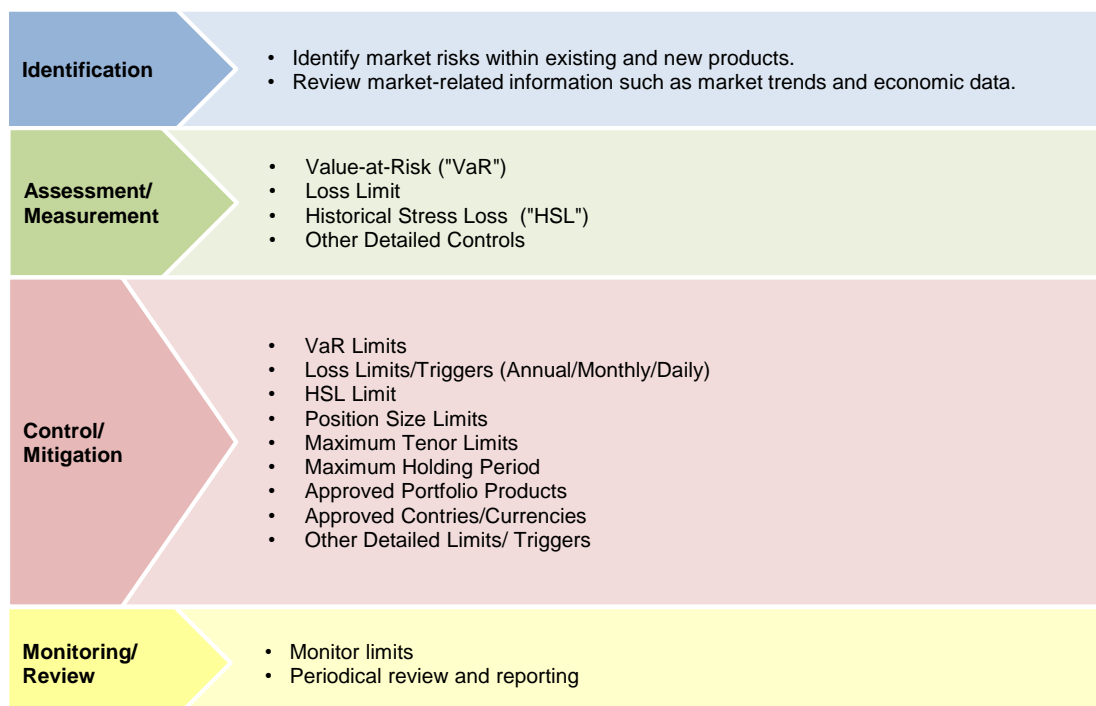 Identification
• Identify market risks within existing and new products.
• Review market-related information such as market trends and economic data.
Assessment/
Measurement
• Value-at-Risk ("VaR")
• Loss Limit
• Historical Stress Loss ("HSL")
• Other Detailed Controls
Control/
Mitigation
• VaR Limits
• Loss Limits/Triggers (Annual/Monthly/Daily)
• HSL Limit
• Position Size Limits
• Maximum Tenor Limits
• Maximum Holding Period
• Approved Portfolio Products
• Approved Contries/Currencies
• Other Detailed Limits/ Triggers
Monitoring/
Review
• Monitor limits
• Periodical review and reporting